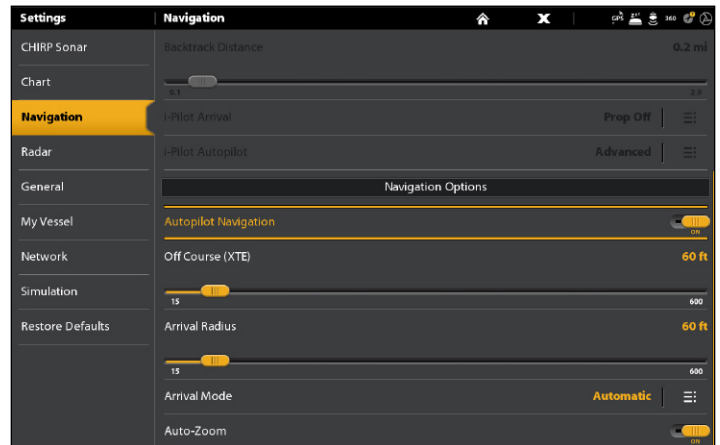 Settings
Navigation
GPS
360
CHIRP Sonar
Chart
Navigation
Radar
General
My Vessel
Network
Simulation
Restore Defaults
Backtrack Distance 0.2 mi
0.1 2.0
i-Pilot Arrival Prop Off
i-Pilot Autopilot Advanced
Navigation Options
Autopilot Navigation
ON
Off Course (XTE) 60 ft
15 600
Arrival Radius 60 ft
15 600
Arrival Mode Automatic
Auto-Zoom
ON